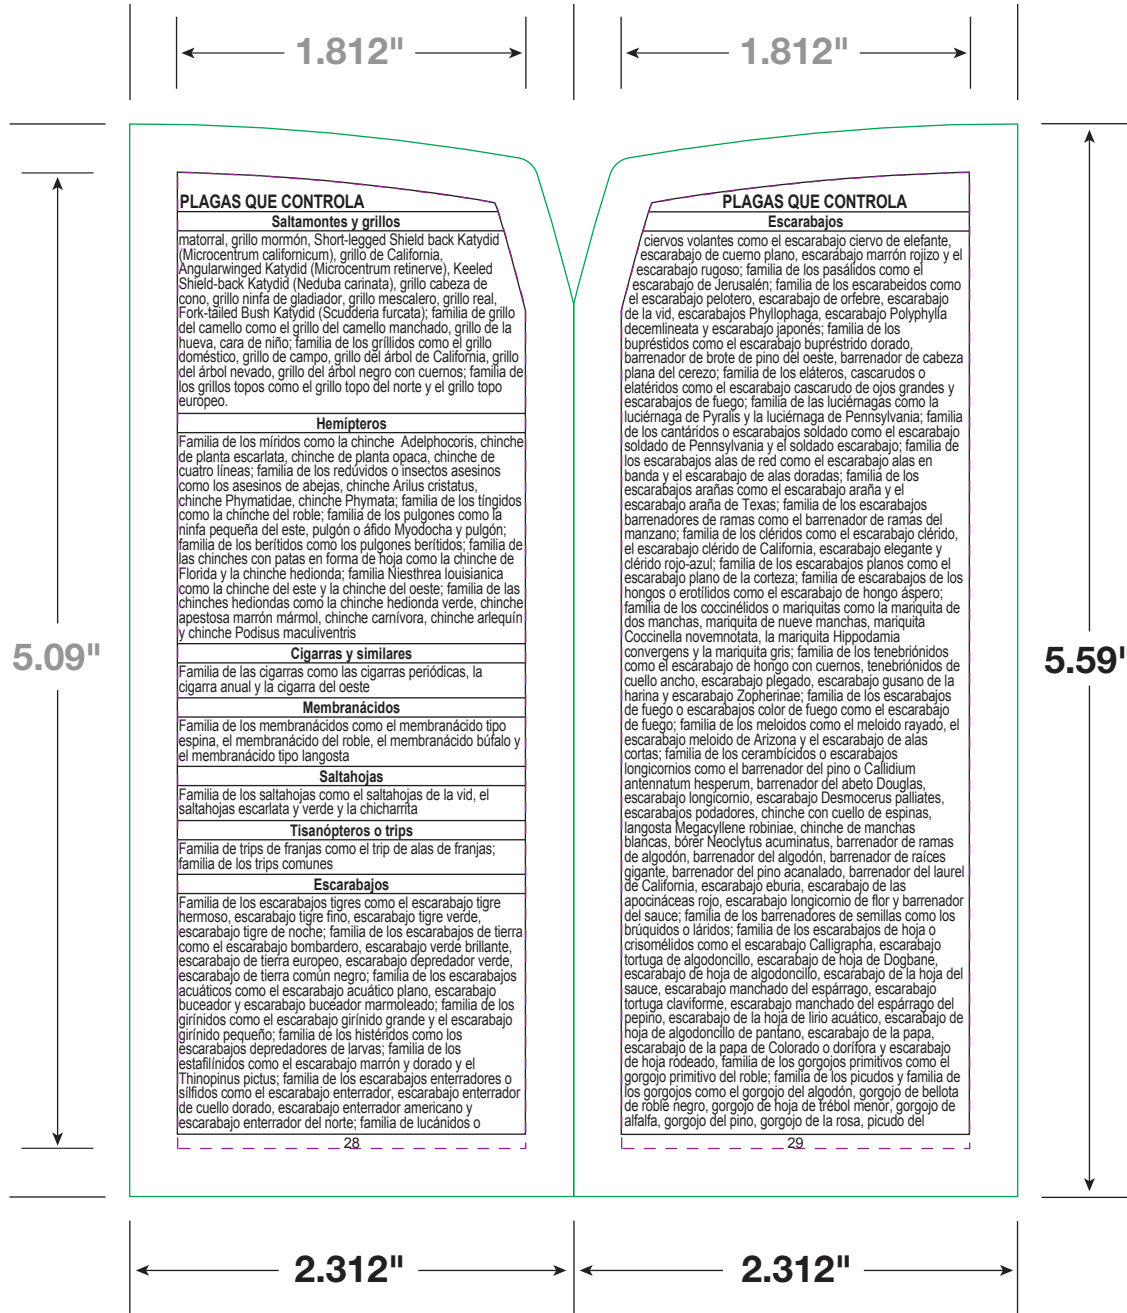 1.812"
1.812"
5.09"
5.59"
PLAGAS QUE CONTROLA
Saltamontes y grillos
matorral, grillo mormón, Short-legged Shield back Katydid
(Microcentrum californicum), grillo de California,
Angularwinged Katydid (Microcentrum retinerve), Keeled
Shield-back Katydid (Neduba carinata), grillo cabeza de
cono, grillo ninfa de gladiador, grillo mescalero, grillo real,
Fork-tailed Bush Katydid (Scudderia furcata); familia de grillo
del camello como el grillo del camello manchado, grillo de la
hueva, cara de niño; familia de los gríllidos como el grillo
doméstico, grillo de campo, grillo del árbol de California, grillo
del árbol nevado, grillo del árbol negro con cuernos; familia de
los grillos topos como el grillo topo del norte y el grillo topo
europeo.
Hemípteros
Familia de los míridos como la chinche Adelphocoris, chinche
de planta escarlata, chinche de planta opaca, chinche de
cuatro líneas; familia de los redúvidos o insectos asesinos
como los asesinos de abejas, chinche Arilus cristatus,
chinche Phymatidae, chinche Phymata; familia de los tíngidos
como la chinche del roble; familia de los pulgones como la
ninfa pequeña del este, pulgón o áfido Myodocha y pulgón;
familia de los berítidos como los pulgones berítidos; familia de
las chinches con patas en forma de hoja como la chinche de
Florida y la chinche hedionda; familia Niesthrea louisianica
como la chinche del este y la chinche del oeste; familia de las
chinches hediondas como la chinche hedionda verde, chinche
apestosa marrón mármol, chinche carnívora, chinche arlequín
y chinche Podisus maculiventris
Cigarras y similares
Familia de las cigarras como las cigarras periódicas, la
cigarra anual y la cigarra del oeste
Membranácidos
Familia de los membranácidos como el membranácido tipo
espina, el membranácido del roble, el membranácido búfalo y
el membranácido tipo langosta
Saltahojas
Familia de los saltahojas como el saltahojas de la vid, el
saltahojas escarlata y verde y la chicharrita
Tisanópteros o trips
Familia de trips de franjas como el trip de alas de franjas;
familia de los trips comunes
Escarabajos
Familia de los escarabajos tigres como el escarabajo tigre
hermoso, escarabajo tigre fino, escarabajo tigre verde,
escarabajo tigre de noche; familia de los escarabajos de tierra
como el escarabajo bombardero, escarabajo verde brillante,
escarabajo de tierra europeo, escarabajo depredador verde,
escarabajo de tierra común negro; familia de los escarabajos
acuáticos como el escarabajo acuático plano, escarabajo
buceador y escarabajo buceador marmoleado; familia de los
girínidos como el escarabajo girínido grande y el escarabajo
girínido pequeño; familia de los histéridos como los
escarabajos depredadores de larvas; familia de los
estafilínidos como el escarabajo marrón y dorado y el
Thinopinus pictus; familia de los escarabajos enterradores o
sílfidos como el escarabajo enterrador, escarabajo enterrador
de cuello dorado, escarabajo enterrador americano y
escarabajo enterrador del norte; familia de lucánidos o
28
PLAGAS QUE CONTROLA
Escarabajos
ciervos volantes como el escarabajo ciervo de elefante,
escarabajo de cuerno plano, escarabajo marrón rojizo y el
escarabajo rugoso; familia de los pasálidos como el
escarabajo de Jerusalén; familia de los escarabeidos como
el escarabajo pelotero, escarabajo de orfebre, escarabajo
de la vid, escarabajos Phyllophaga, escarabajo Polyphylla
decemlineata y escarabajo japonés; familia de los
bupréstidos como el escarabajo bupréstrido dorado,
barrenador de brote de pino del oeste, barrenador de cabeza
plana del cerezo; familia de los eláteros, cascarudos o
elatéridos como el escarabajo cascarudo de ojos grandes y
escarabajos de fuego; familia de las luciérnagas como la
luciérnaga de Pyralis y la luciérnaga de Pennsylvania; familia
de los cantáridos o escarabajos soldado como el escarabajo
soldado de Pennsylvania y el soldado escarabajo; familia de
los escarabajos alas de red como el escarabajo alas en
banda y el escarabajo de alas doradas; familia de los
escarabajos arañas como el escarabajo araña y el
escarabajo araña de Texas; familia de los escarabajos
barrenadores de ramas como el barrenador de ramas del
manzano; familia de los cléridos como el escarabajo clérido,
el escarabajo clérido de California, escarabajo elegante y
clérido rojo-azul; familia de los escarabajos planos como el
escarabajo plano de la corteza; familia de escarabajos de los
hongos o erotílidos como el escarabajo de hongo áspero;
familia de los coccinélidos o mariquitas como la mariquita de
dos manchas, mariquita de nueve manchas, mariquita
Coccinella novemnotata, la mariquita Hippodamia
convergens y la mariquita gris; familia de los tenebriónidos
como el escarabajo de hongo con cuernos, tenebriónidos de
cuello ancho, escarabajo plegado, escarabajo gusano de la
harina y escarabajo Zopherinae; familia de los escarabajos
de fuego o escarabajos color de fuego como el escarabajo
de fuego; familia de los meloidos como el meloido rayado, el
escarabajo meloido de Arizona y el escarabajo de alas
cortas; familia de los cerambícidos o escarabajos
longicornios como el barrenador del pino o Callidium
antennatum hesperum, barrenador del abeto Douglas,
escarabajo longicornio, escarabajo Desmocerus palliates,
escarabajos podadores, chinche con cuello de espinas,
langosta Megacyllene robiniae, chinche de manchas
blancas, bórer Neoclytus acuminatus, barrenador de ramas
de algodón, barrenador del algodón, barrenador de raíces
gigante, barrenador del pino acanalado, barrenador del laurel
de California, escarabajo eburia, escarabajo de las
apocináceas rojo, escarabajo longicornio de flor y barrenador
del sauce; familia de los barrenadores de semillas como los
brúquidos o láridos; familia de los escarabajos de hoja o
crisomélidos como el escarabajo Calligrapha, escarabajo
tortuga de algodoncillo, escarabajo de hoja de Dogbane,
escarabajo de hoja de algodoncillo, escarabajo de la hoja del
sauce, escarabajo manchado del espárrago, escarabajo
tortuga claviforme, escarabajo manchado del espárrago del
pepino, escarabajo de la hoja de lirio acuático, escarabajo de
hoja de algodoncillo de pantano, escarabajo de la papa,
escarabajo de la papa de Colorado o dorífora y escarabajo
de hoja rodeado, familia de los gorgojos primitivos como el
gorgojo primitivo del roble; familia de los picudos y familia de
los gorgojos como el gorgojo del algodón, gorgojo de bellota
de roble negro, gorgojo de hoja de trébol menor, gorgojo de
alfalfa, gorgojo del pino, gorgojo de la rosa, picudo del
29
2.312"
2.312"